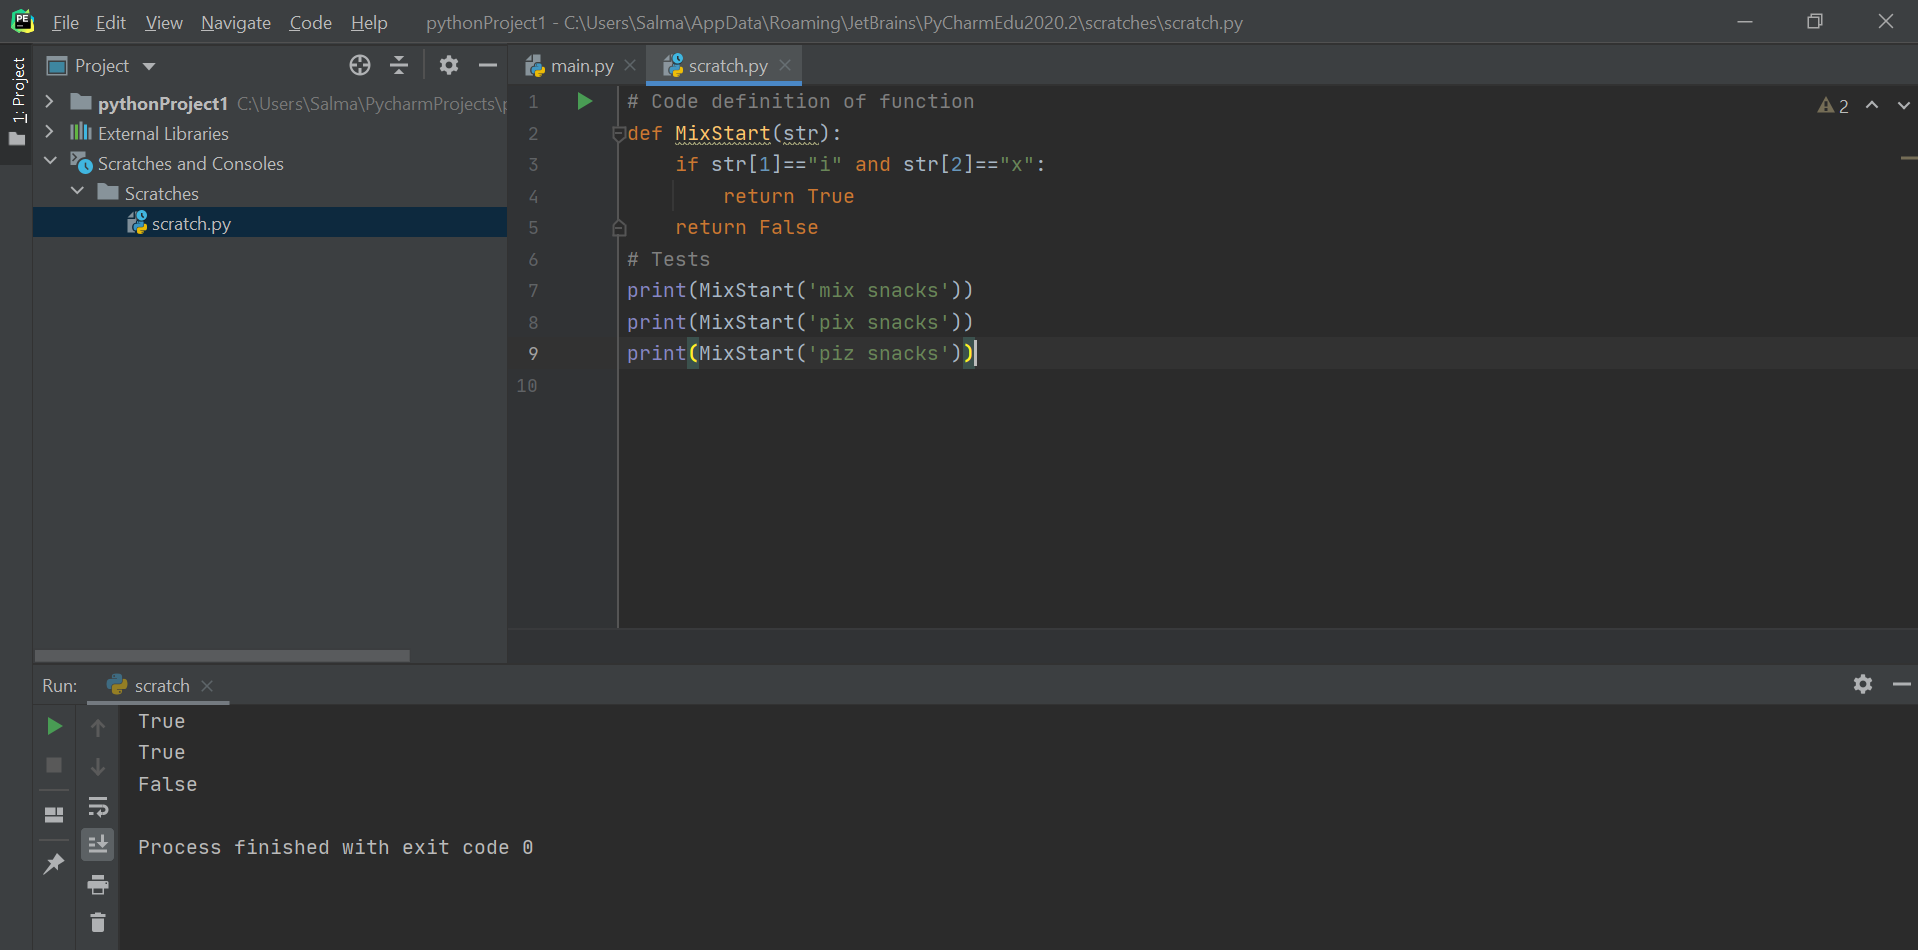 PE File Edit View Navigate Code Help pythonProject1 - C:\Users\Salma\AppData\Roaming\JetBrains\PyCharmEdu2020.2\scratches\scratch.py
1: Project
Project
pythonProject1 C:\Users\Salma\PycharmProjects\p
External Libraries
Scratches and Consoles
Scratches
scratch.py
main.py scratch.py
2
1 # Code definition of function
2 def MixStart(str):
3     if str[1]=="i" and str[2]=="x":
4         return True
5     return False
6 # Tests
7 print(MixStart('mix snacks'))
8 print(MixStart('pix snacks'))
9 print(MixStart('piz snacks'))
10
Run: scratch
True
True
False
Process finished with exit code 0